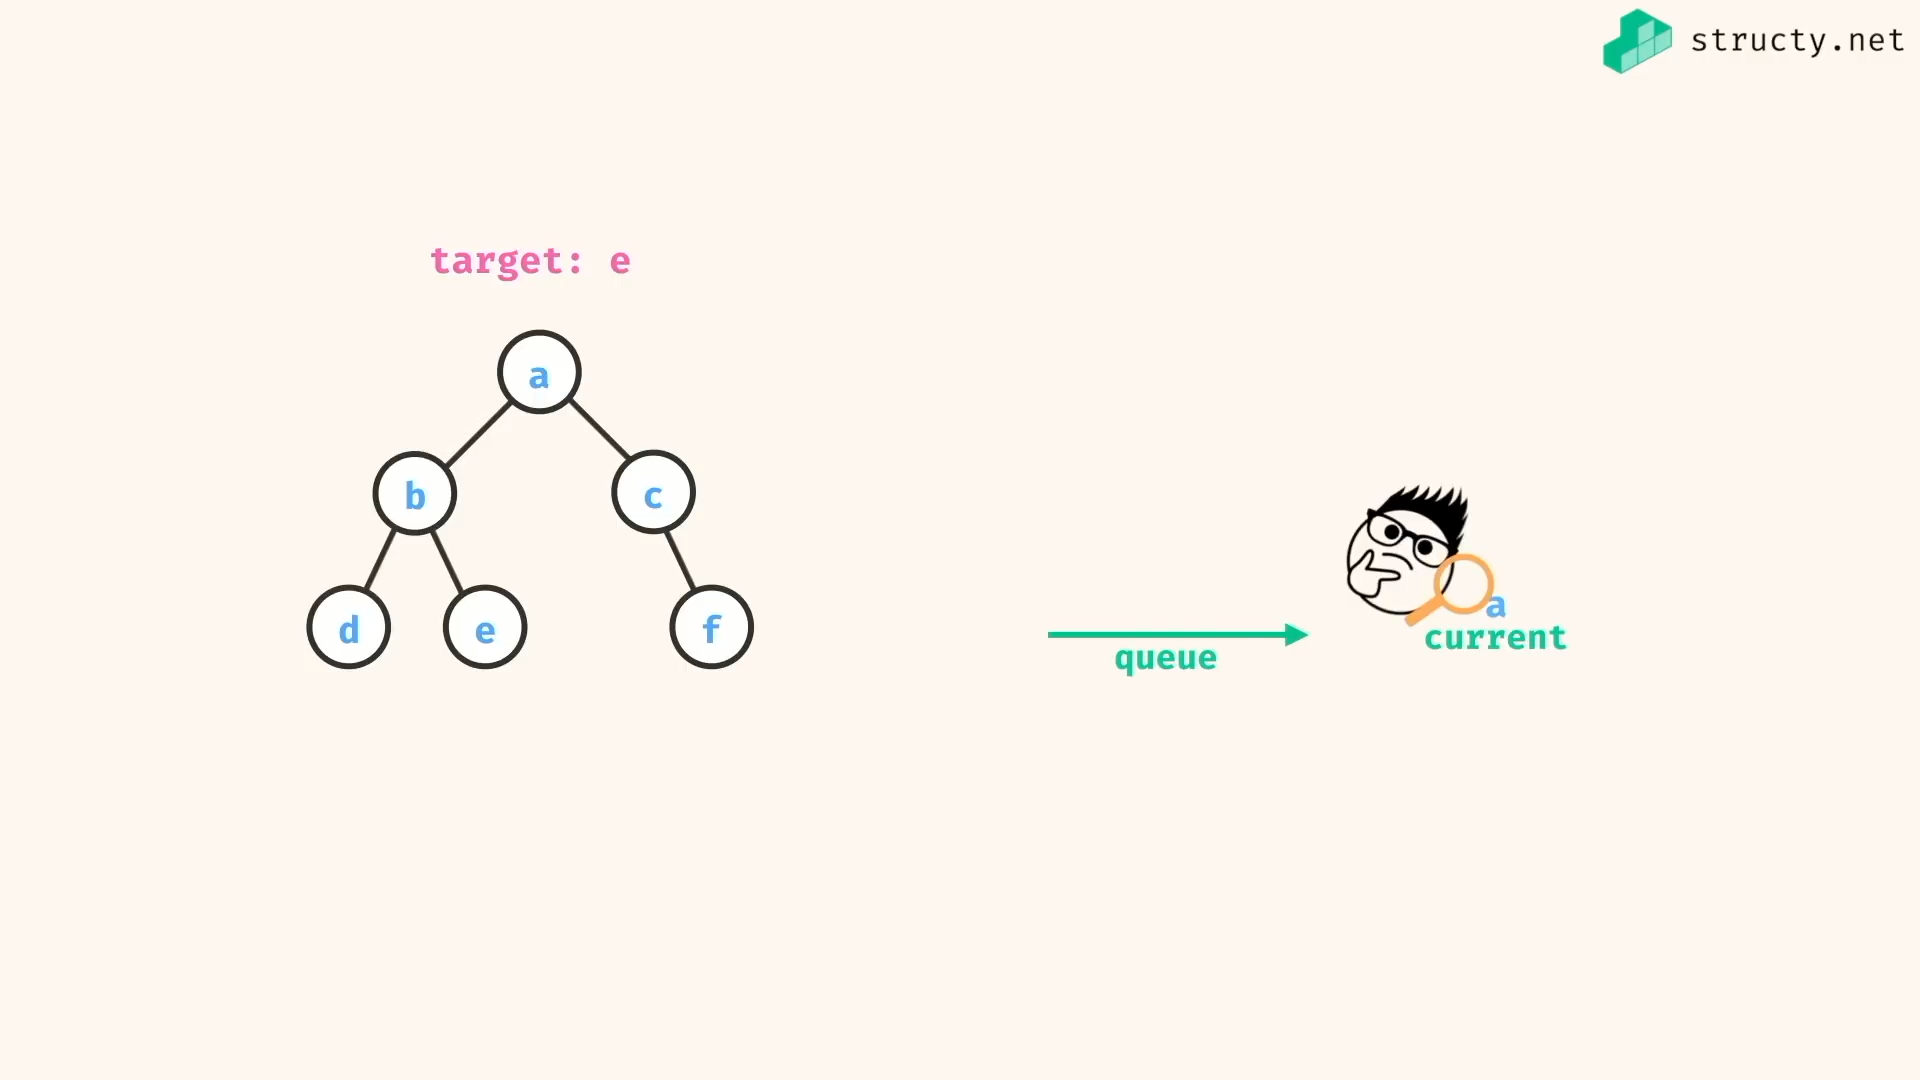 structy.net
target: e
a
b
c
d
e
f
a
current
queue